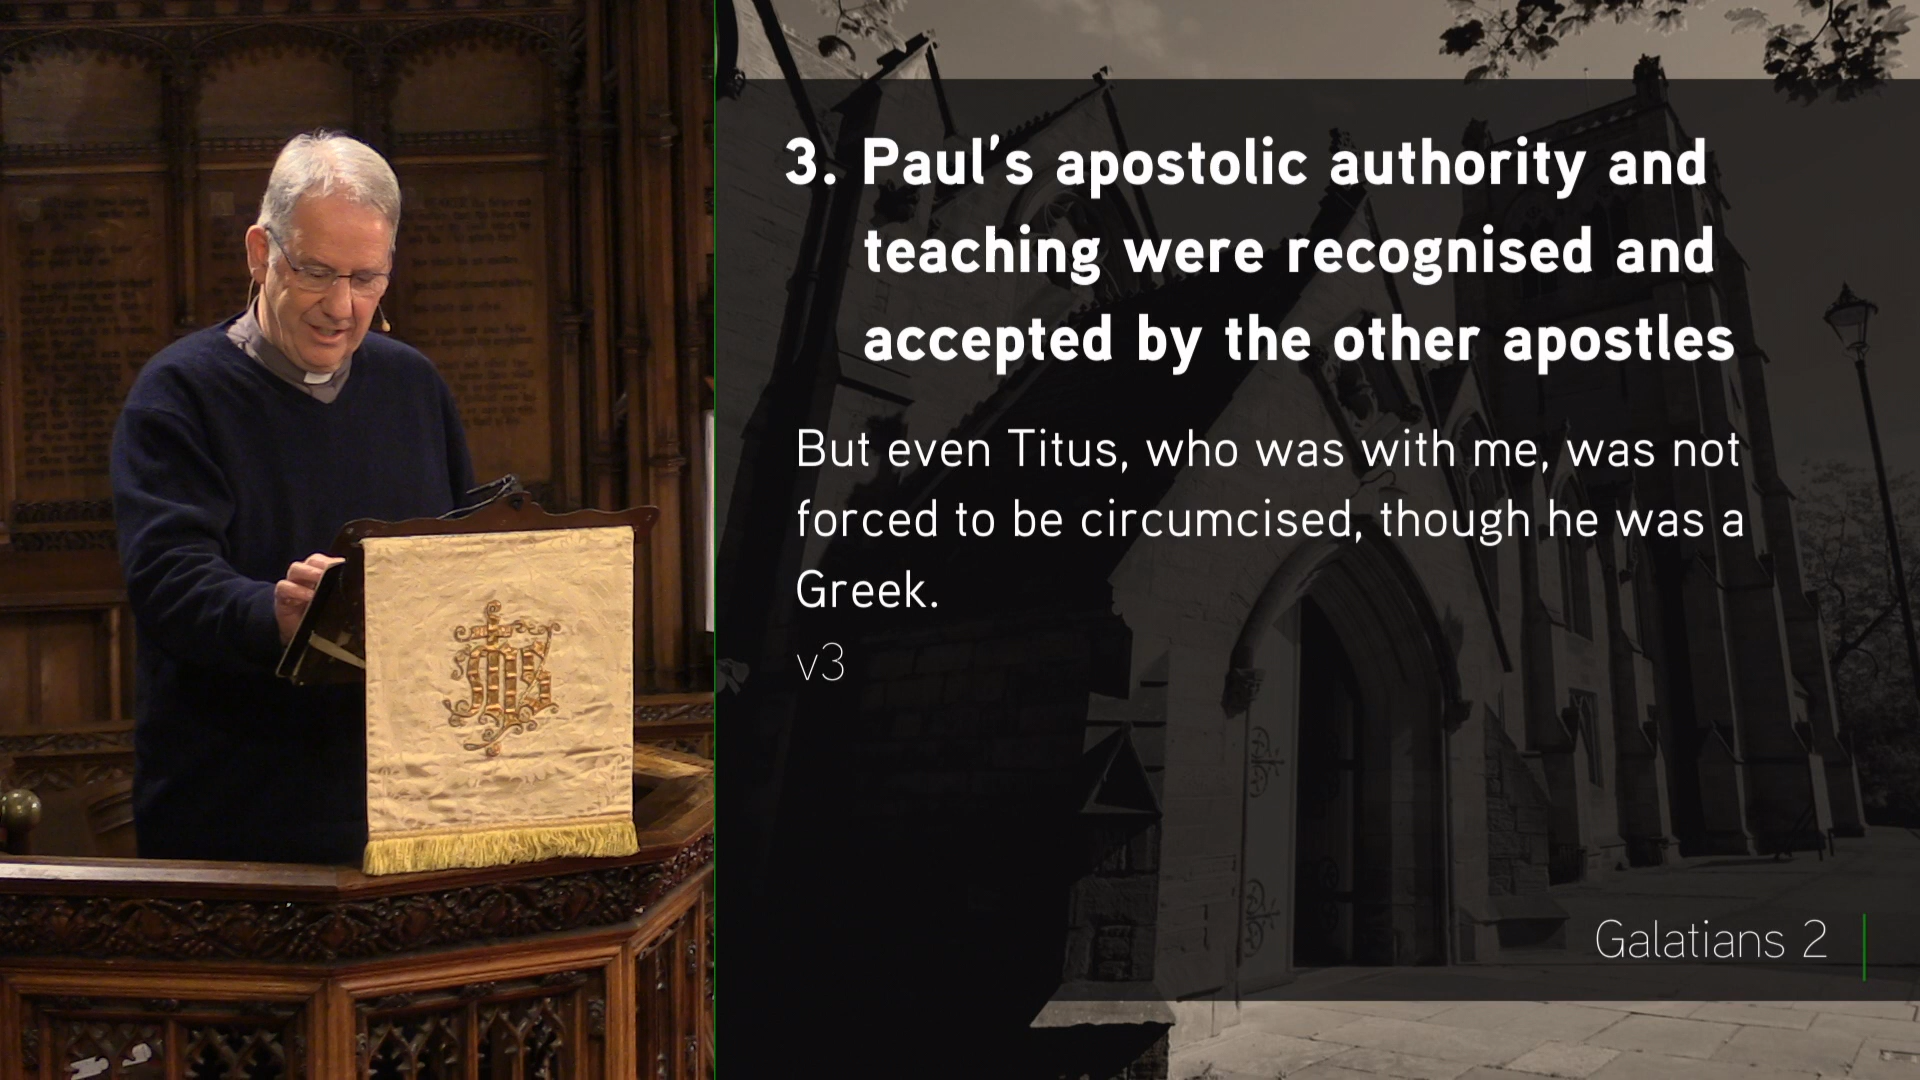 3. Paul's apostolic authority and
teaching were recognised and
accepted by the other apostles
But even Titus, who was with me, was not
forced to be circumcised, though he was a
Greek.
v3
Galatians 2